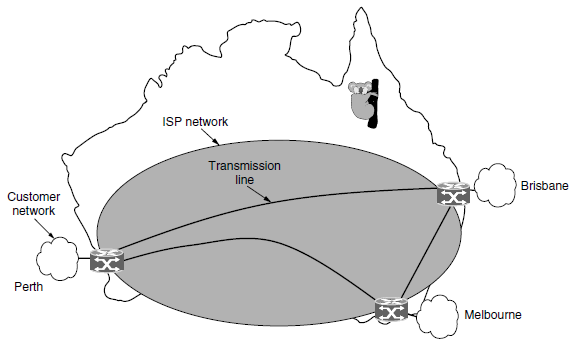 ISP network
Transmission
line
Customer
network
Brisbane
Perth
Melbourne